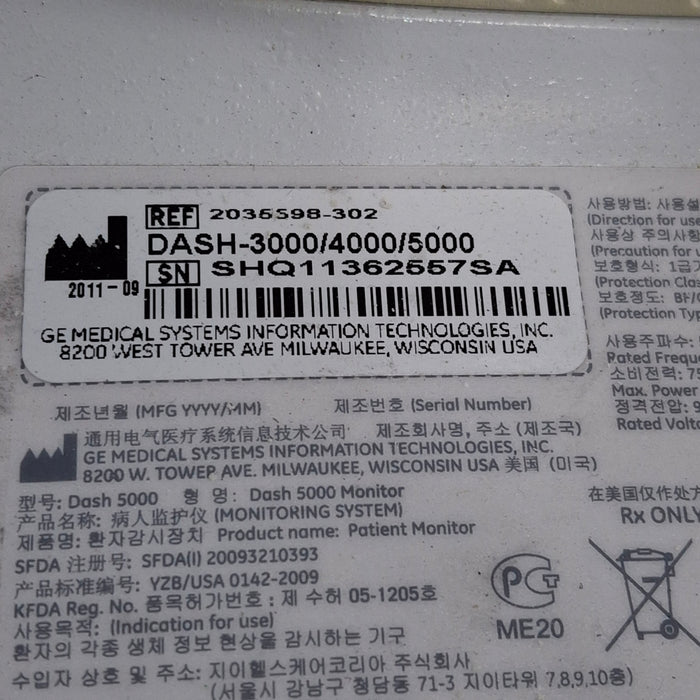 REF 2035598-302
DASH-3000/4000/5000
SN SHQ11362557SA
2011-09
GE MEDICAL SYSTEMS INFORMATION TECHNOLOGIES, INC.
8200 WEST TOWER AVE MILWAUKEE, WISCONSIN USA
제조년월 (MFG YYYY/MM) 제조번호 (Serial Number)
通用电气医疗系统信息技术公司 제조회사명, 주소 (제조국)
GE MEDICAL SYSTEMS INFORMATION TECHNOLOGIES, INC.
8200 W. TOWER AVE. MILWAUKEE, WISCONSIN USA 美国 (미국)
型号: Dash 5000 형 명: Dash 5000 Monitor
产品名称: 病人监护仪 (MONITORING SYSTEM)
제품명: 환자감시장치 Product name: Patient Monitor
SFDA 注册号: SFDA(I) 20093210393
产品标准编号: YZB/USA 0142-2009
KFDA Reg. No. 품목허가번호 : 제 수허 05-1205호
사용목적: (Indication for use)
환자의 각종 생체 정보 현상을 감시하는 기구
수입자 상호 및 주소: 지이헬스케어코리아 주식회사
(서울시 강남구 청담동 71-3 지이타워 7,8,9,10층)
사용방법: 사용설
(Direction for use
사용상 주의사항
(Precaution for u
보호형식: 1급
(Protection Clas
보호정도: BF/
(Protection Typ
사용주파수:
Rated Freque
소비전력: 75
Max. Power
정격전압: 9
Rated Volta
在美国仅作处方
Rx ONLY
PCT
ME20